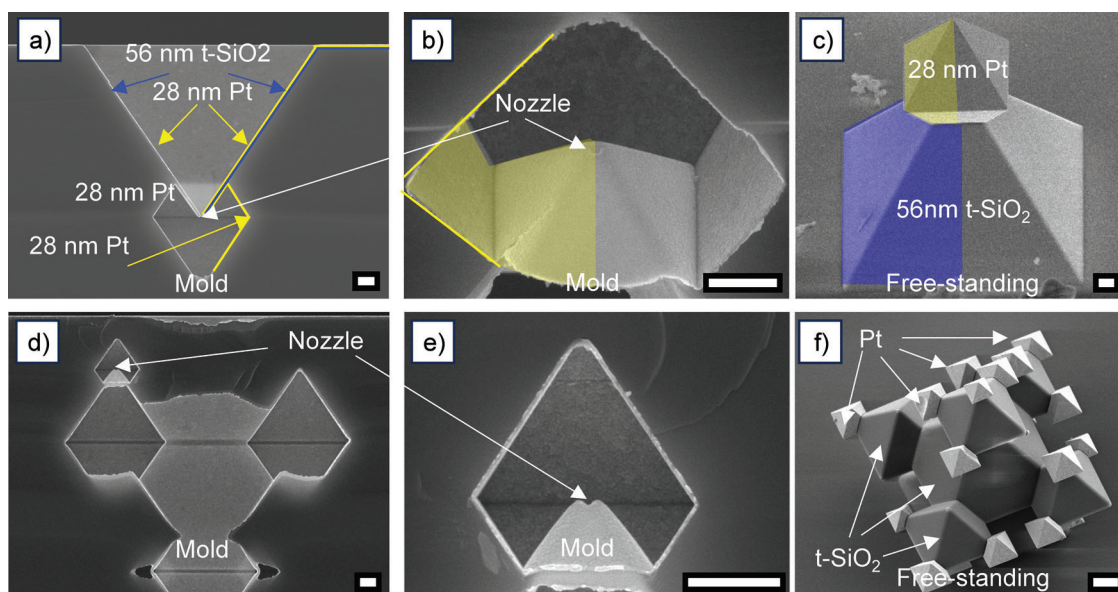 a)
56 nm t-SiO2
28 nm Pt
28 nm Pt
28 nm Pt
Mold
b)
Nozzle
Mold
c)
28 nm Pt
56nm t-SiO₂
Free-standing
d)
Nozzle
Mold
e)
Mold
f)
Pt
t-SiO₂
Free-standing